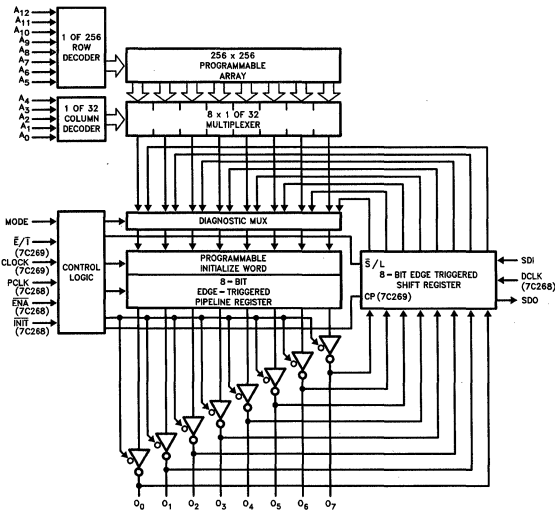 A12
A11
A10
A9
A8
A7
A6
A5
1 OF 256
ROW
DECODER
256 x 256
PROGRAMMABLE
ARRAY
A4
A3
A2
A1
A0
1 OF 32
COLUMN
DECODER
8 x 1 OF 32
MULTIPLEXER
DIAGNOSTIC MUX
MODE
E̅/T̅
(7C269)
CLOCK
(7C269)
PCLK
(7C268)
E̅N̅A̅
(7C268)
I̅N̅I̅T̅
(7C268)
CONTROL
LOGIC
PROGRAMMABLE
INITIALIZE WORD
8-BIT
EDGE-TRIGGERED
PIPELINE REGISTER
S̅/L
8-BIT EDGE TRIGGERED
SHIFT REGISTER
CP (7C269)
SDI
DCLK
(7C268)
SDO
O0 O1 O2 O3 O4 O5 O6 O7